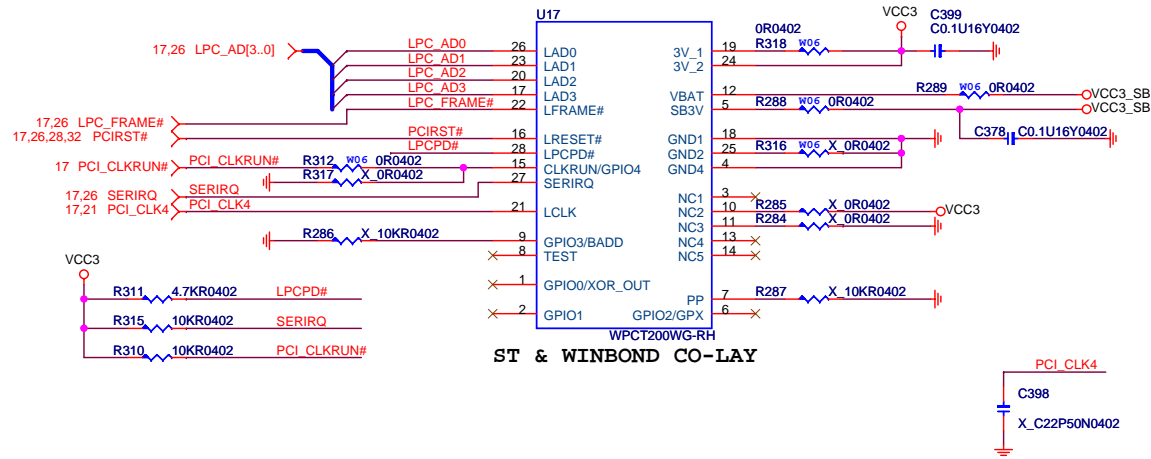 U17
VCC3
C399
C0.1U16Y0402
0R0402
R318 W06
17,26 LPC_AD[3..0]
LPC_AD0 26 LAD0 3V_1 19
LPC_AD1 23 LAD1 3V_2 24
LPC_AD2 20 LAD2
LPC_AD3 17 LAD3 VBAT 12 R289 W06 0R0402 VCC3_SB
LPC_FRAME# 22 LFRAME# SB3V 5 R288 W06 0R0402 VCC3_SB
17,26 LPC_FRAME#
17,26,28,32 PCIRST#
PCIRST# 16 LRESET# GND1 18
C378 C0.1U16Y0402
LPCPD# 28 LPCPD# GND2 25 R316 W06 X_0R0402
17 PCI_CLKRUN# PCI_CLKRUN# R312 W06 0R0402 15 CLKRUN/GPIO4 GND4 4
R317 X_0R0402 27 SERIRQ
17,26 SERIRQ SERIRQ
NC1 3
17,21 PCI_CLK4 PCI_CLK4 21 LCLK NC2 10 R285 X_0R0402 VCC3
NC3 11 R284 X_0R0402
R286 X_10KR0402 9 GPIO3/BADD NC4 13
8 TEST NC5 14
VCC3
1 GPIO0/XOR_OUT
R311 4.7KR0402 LPCPD#
PP 7 R287 X_10KR0402
2 GPIO1 GPIO2/GPX 6
R315 10KR0402 SERIRQ
WPCT200WG-RH
R310 10KR0402 PCI_CLKRUN#
ST & WINBOND CO-LAY
PCI_CLK4
C398
X_C22P50N0402